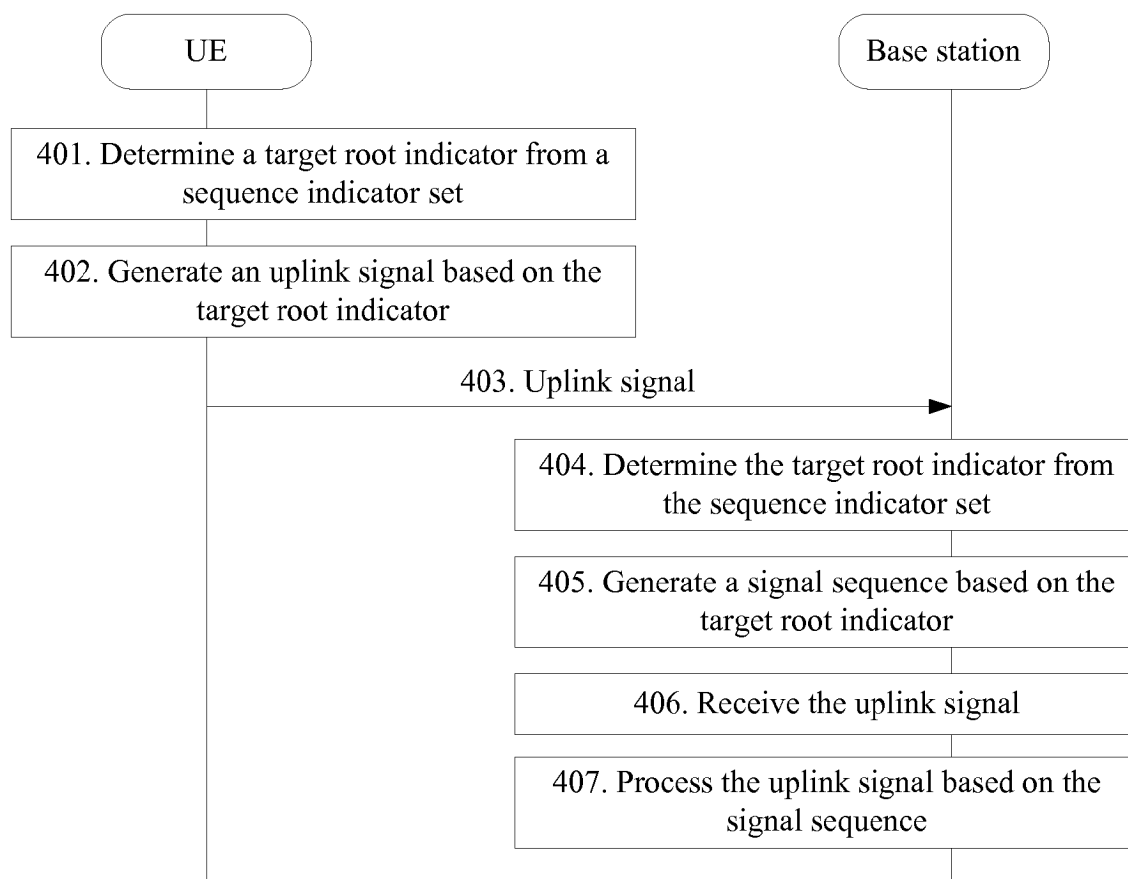 UE
Base station
401. Determine a target root indicator from a
sequence indicator set
402. Generate an uplink signal based on the
target root indicator
403. Uplink signal
404. Determine the target root indicator from
the sequence indicator set
405. Generate a signal sequence based on the
target root indicator
406. Receive the uplink signal
407. Process the uplink signal based on the
signal sequence